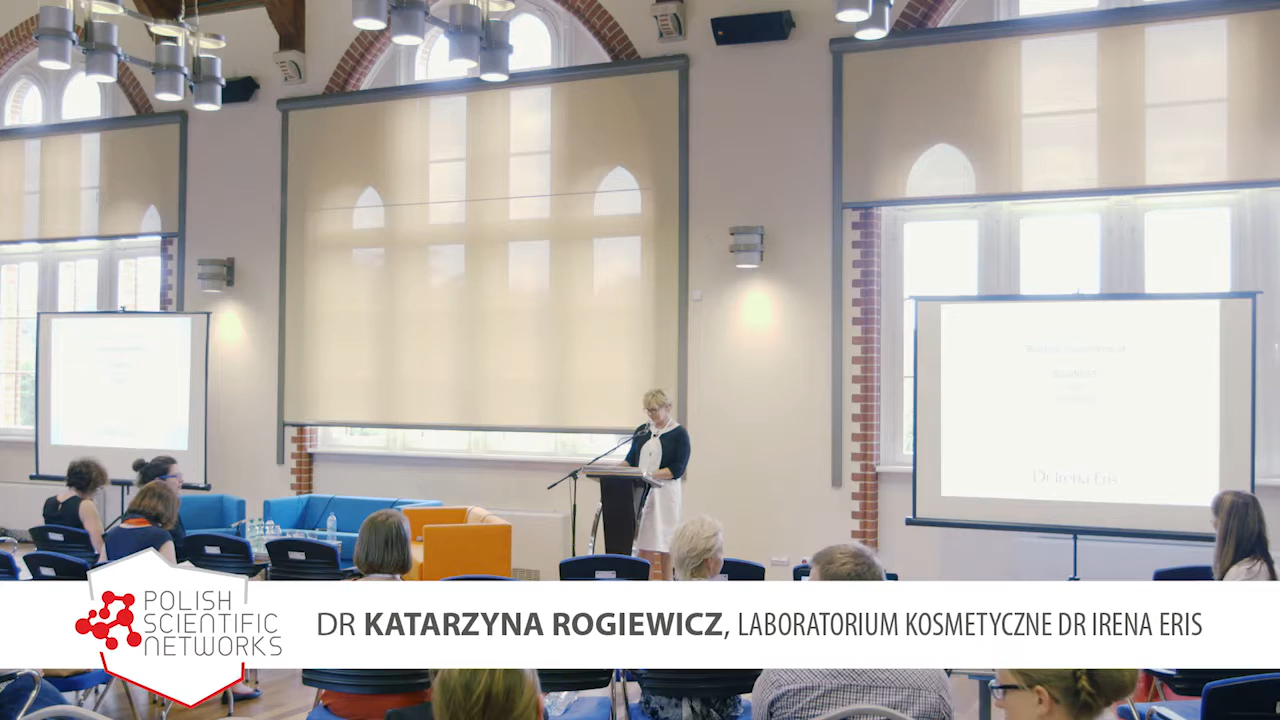 Dr Irena Eris
POLISH
SCIENTIFIC
NETWORKS
DR KATARZYNA ROGIEWICZ, LABORATORIUM KOSMETYCZNE DR IRENA ERIS